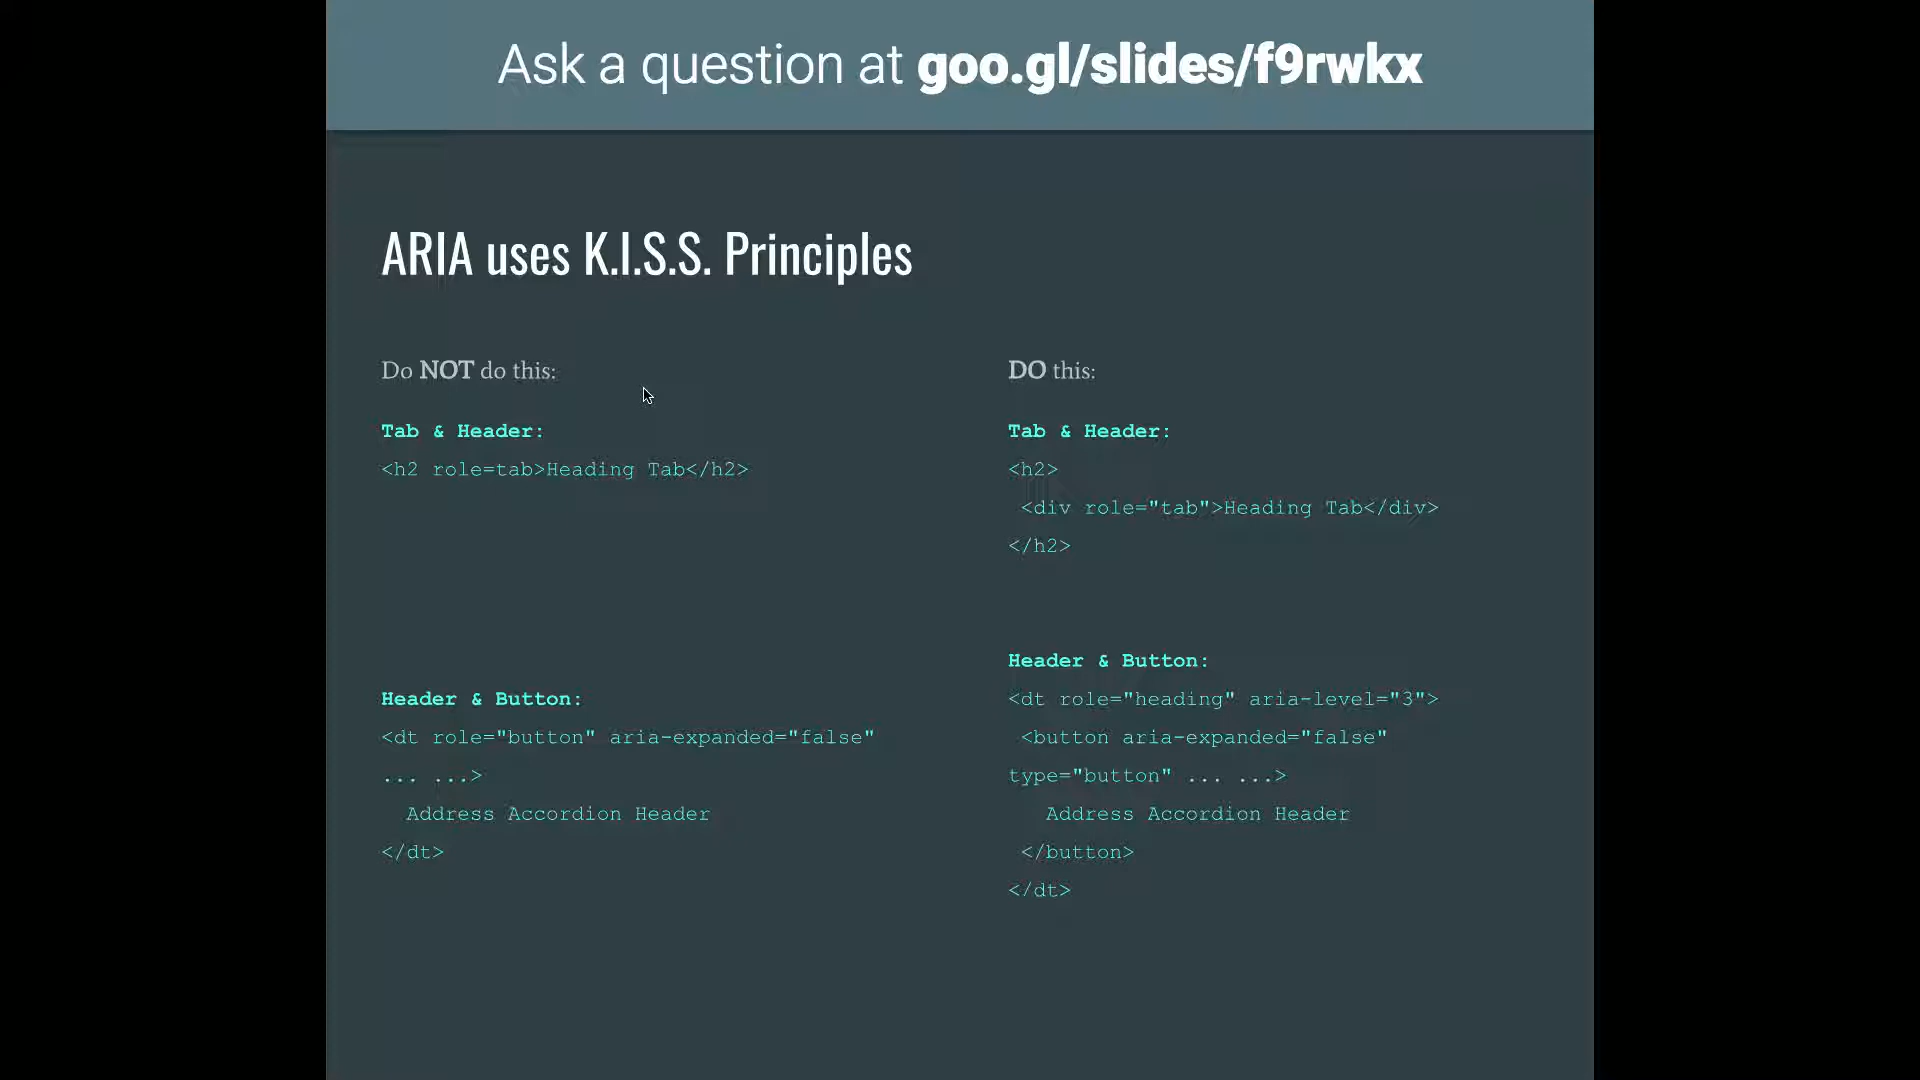 Ask a question at goo.gl/slides/f9rwkx
ARIA uses K.I.S.S. Principles
Do NOT do this:
Tab & Header:
<h2 role=tab>Heading Tab</h2>
Header & Button:
<dt role="button" aria-expanded="false"
... ...>
Address Accordion Header
</dt>
DO this:
Tab & Header:
<h2>
<div role="tab">Heading Tab</div>
</h2>
Header & Button:
<dt role="heading" aria-level="3">
<button aria-expanded="false"
type="button" ... ...>
Address Accordion Header
</button>
</dt>